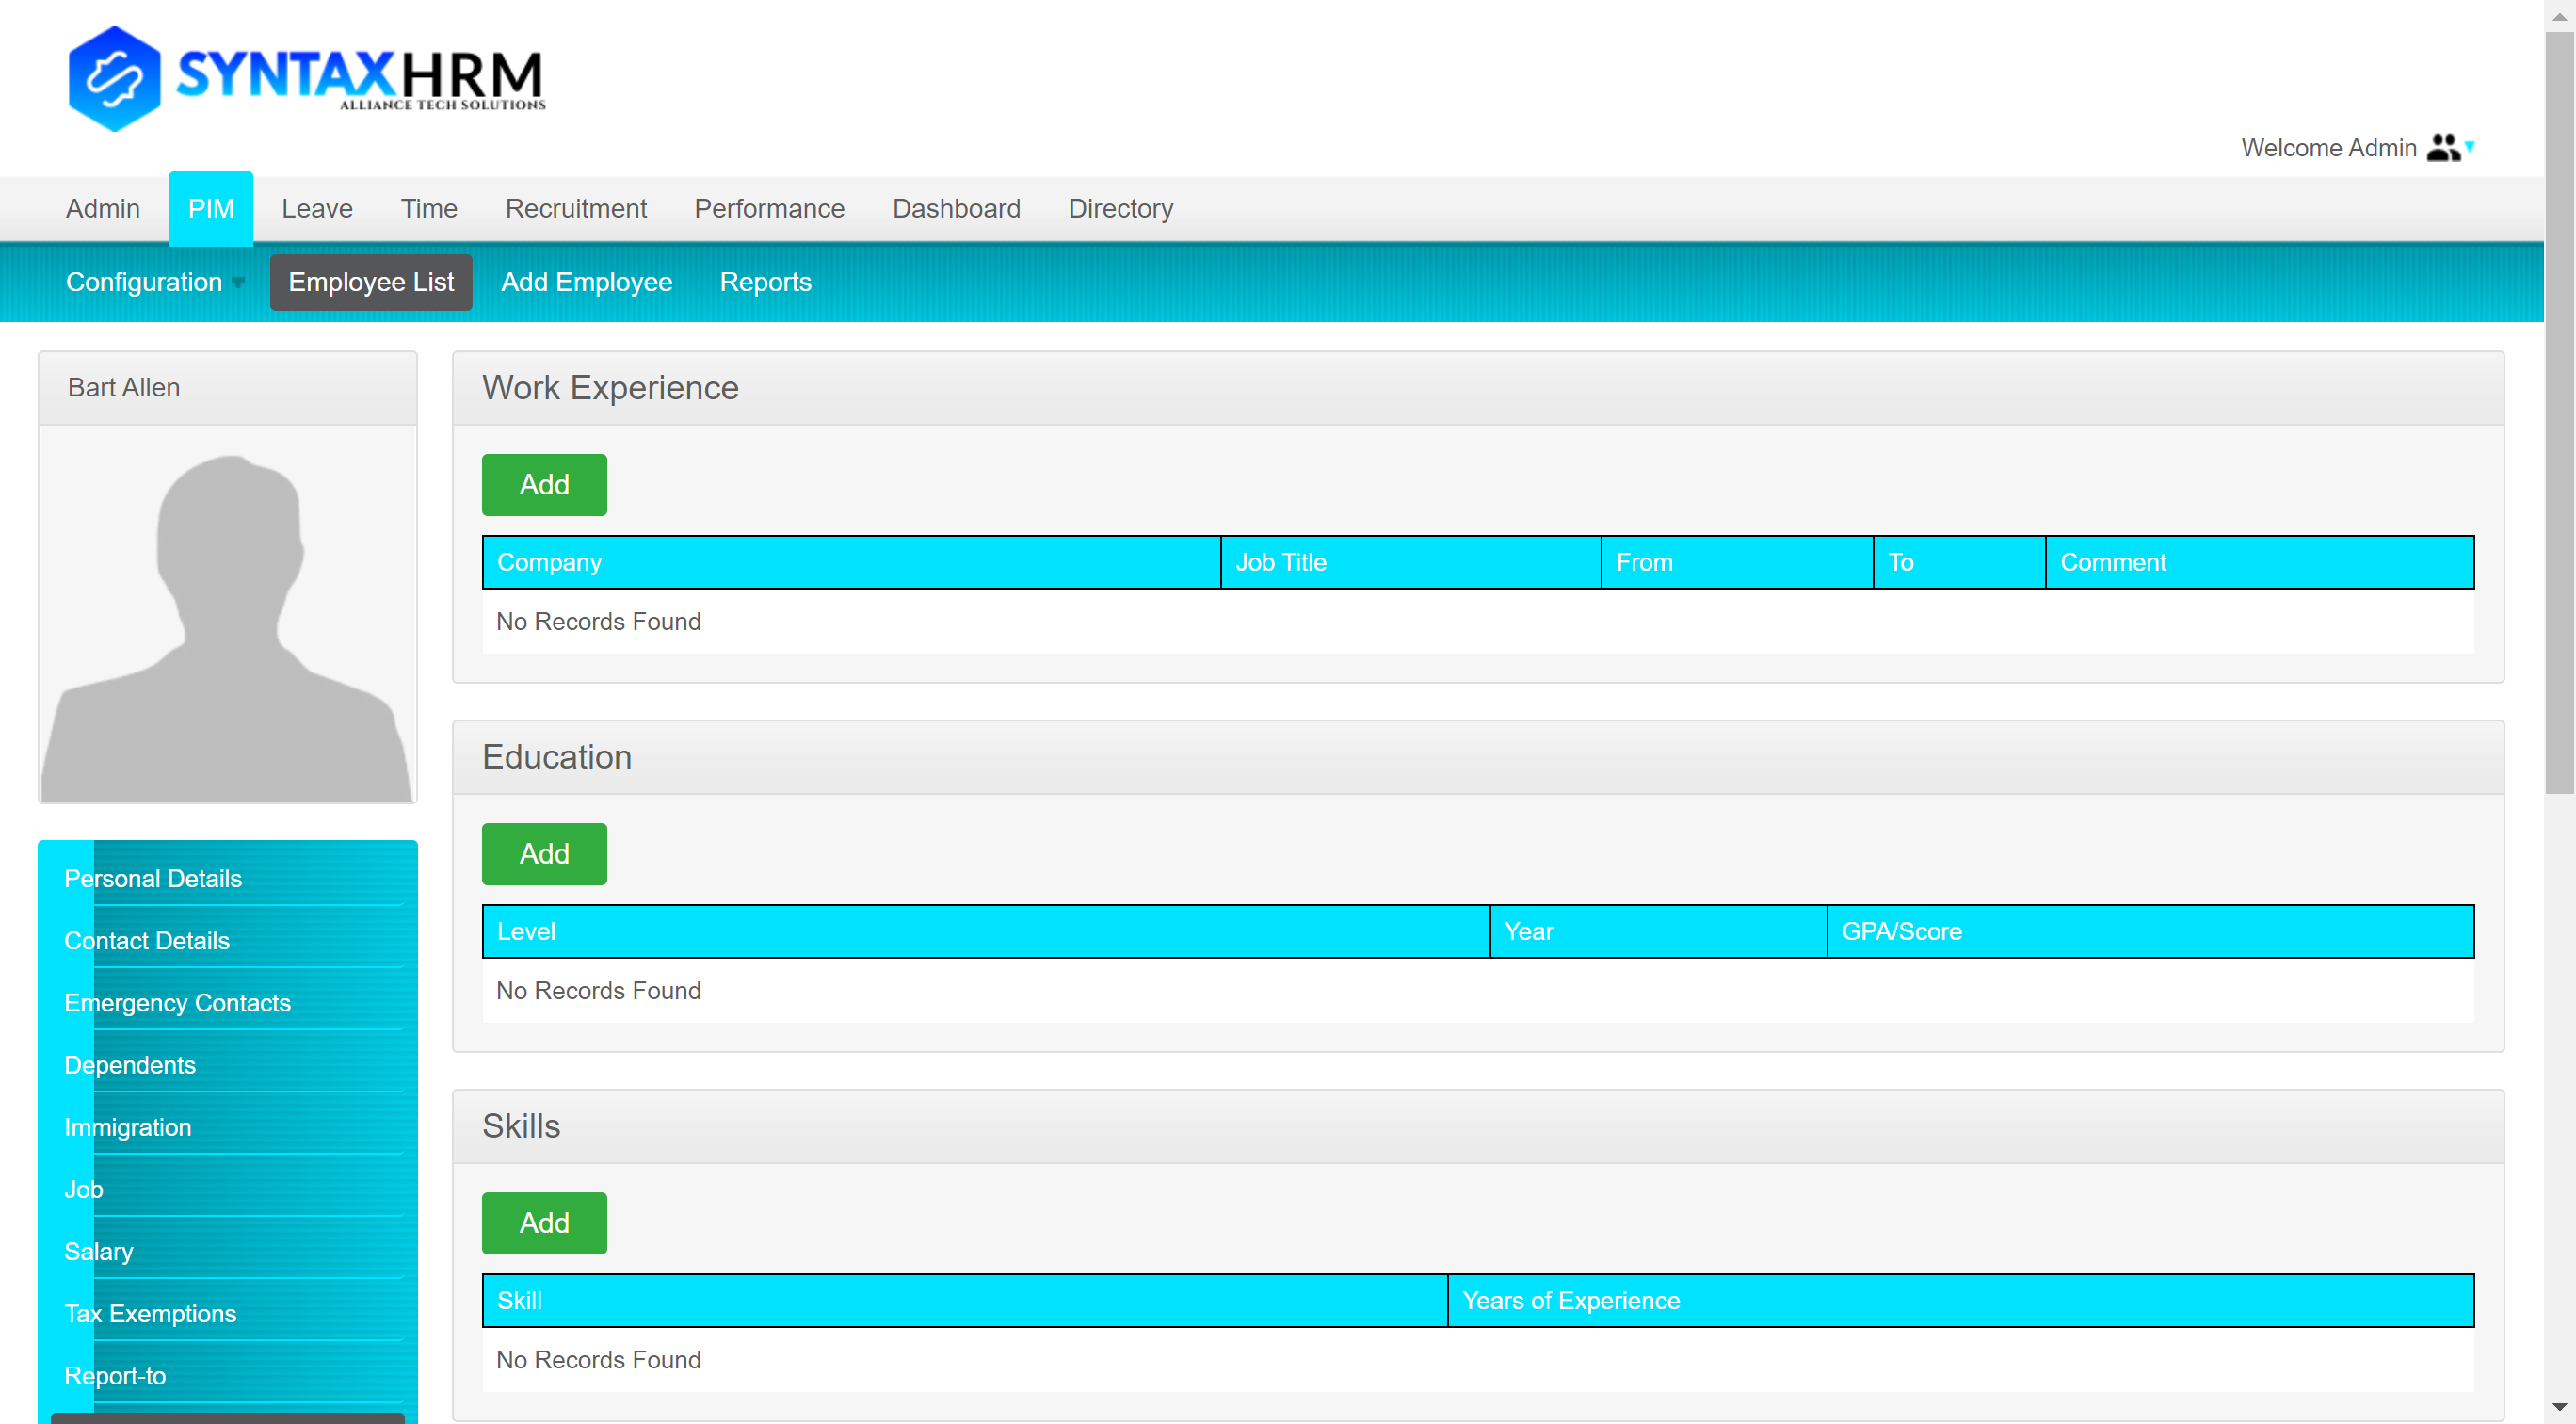 SYNTAXHRM
ALLIANCE TECH SOLUTIONS
Welcome Admin
Admin PIM Leave Time Recruitment Performance Dashboard Directory
Configuration Employee List Add Employee Reports
Bart Allen
Personal Details
Contact Details
Emergency Contacts
Dependents
Immigration
Job
Salary
Tax Exemptions
Report-to
Work Experience
Add
Company Job Title From To Comment
No Records Found
Education
Add
Level Year GPA/Score
No Records Found
Skills
Add
Skill Years of Experience
No Records Found